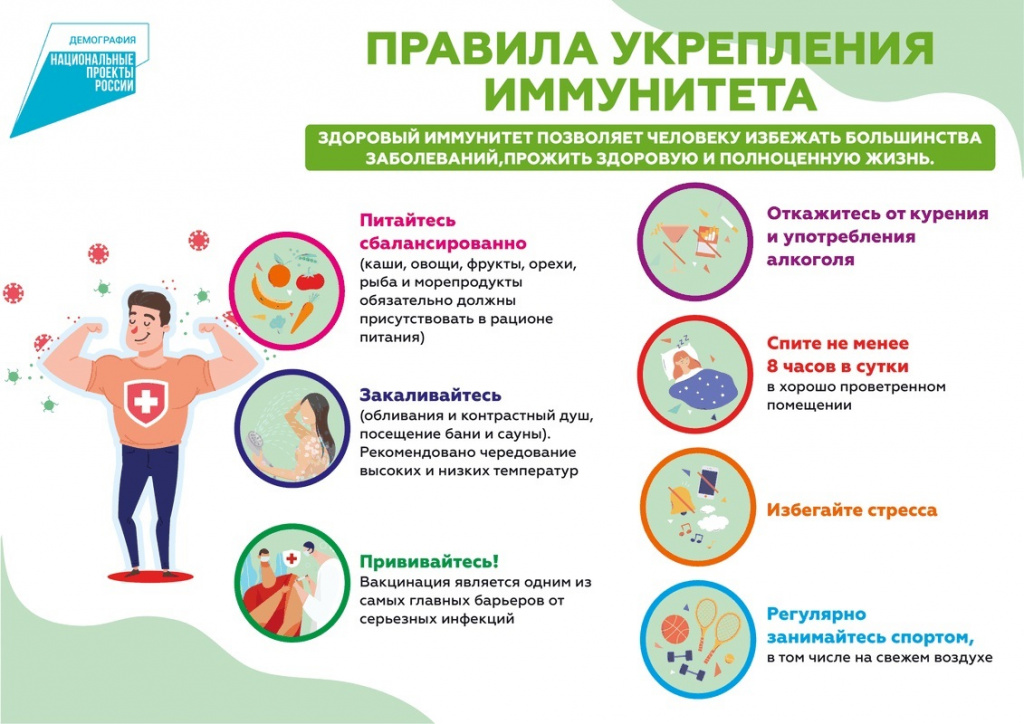 ДЕМОГРАФИЯ
НАЦИОНАЛЬНЫЕ
ПРОЕКТЫ
РОССИИ
ПРАВИЛА УКРЕПЛЕНИЯ
ИММУНИТЕТА
ЗДОРОВЫЙ ИММУНИТЕТ ПОЗВОЛЯЕТ ЧЕЛОВЕКУ ИЗБЕЖАТЬ БОЛЬШИНСТВА
ЗАБОЛЕВАНИЙ,ПРОЖИТЬ ЗДОРОВУЮ И ПОЛНОЦЕННУЮ ЖИЗНЬ.
Питайтесь
сбалансированно
(каши, овощи, фрукты, орехи,
рыба и морепродукты
обязательно должны
присутствовать в рационе
питания)
Закаливайтесь
(обливания и контрастный душ,
посещение бани и сауны).
Рекомендовано чередование
высоких и низких температур
Прививайтесь!
Вакцинация является одним из
самых главных барьеров от
серьезных инфекций
Откажитесь от курения
и употребления
алкоголя
Спите не менее
8 часов в сутки
в хорошо проветренном
помещении
Избегайте стресса
Регулярно
занимайтесь спортом,
в том числе на свежем воздухе